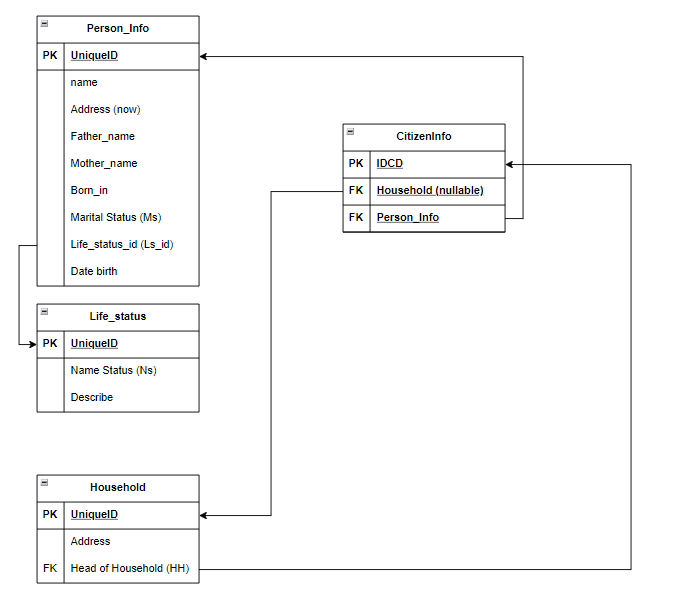 Person_Info
PK UniqueID
name
Address (now)
Father_name
Mother_name
Born_in
Marital Status (Ms)
Life_status_id (Ls_id)
Date birth
Life_status
PK UniqueID
Name Status (Ns)
Describe
Household
PK UniqueID
Address
FK Head of Household (HH)
CitizenInfo
PK IDCD
FK Household (nullable)
FK Person_Info